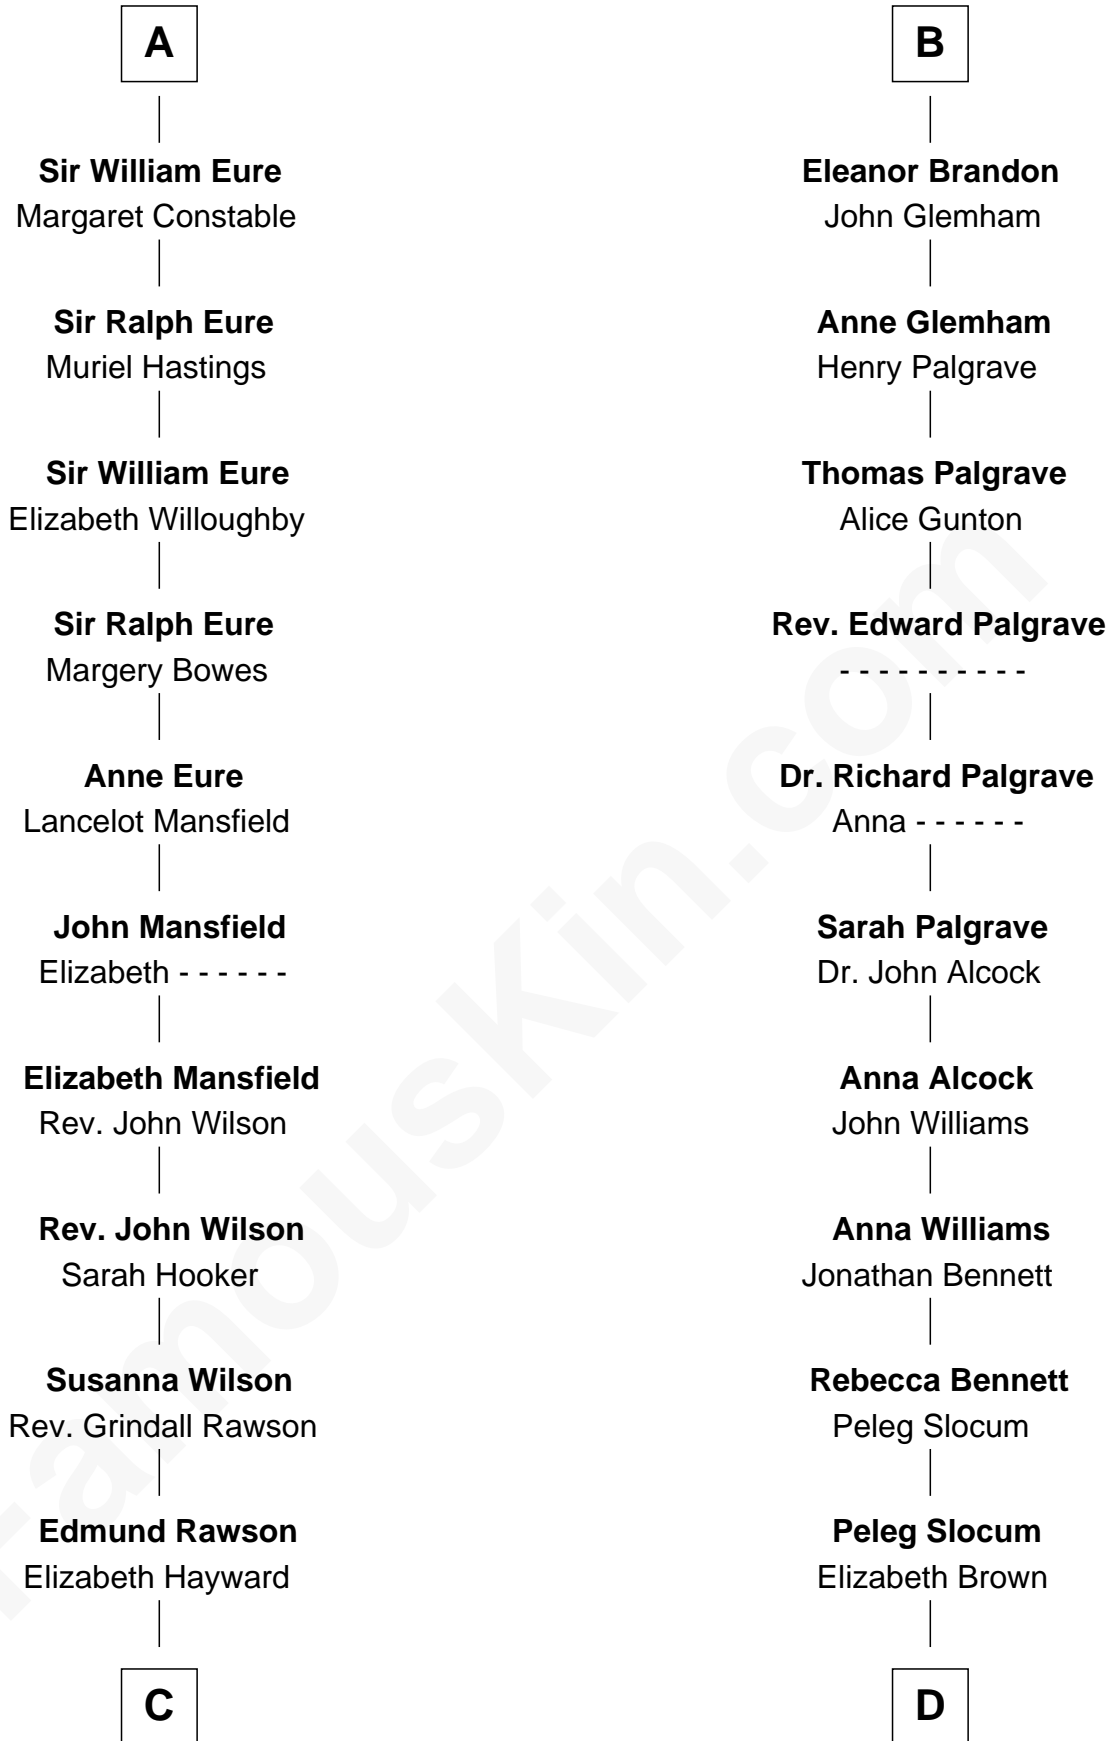 A
Sir William Eure
Margaret Constable
Sir Ralph Eure
Muriel Hastings
Sir William Eure
Elizabeth Willoughby
Sir Ralph Eure
Margery Bowes
Anne Eure
Lancelot Mansfield
John Mansfield
Elizabeth - - - - - -
Elizabeth Mansfield
Rev. John Wilson
Rev. John Wilson
Sarah Hooker
Susanna Wilson
Rev. Grindall Rawson
Edmund Rawson
Elizabeth Hayward
C
B
Eleanor Brandon
John Glemham
Anne Glemham
Henry Palgrave
Thomas Palgrave
Alice Gunton
Rev. Edward Palgrave
- - - - - - - - - -
Dr. Richard Palgrave
Anna - - - - - -
Sarah Palgrave
Dr. John Alcock
Anna Alcock
John Williams
Anna Williams
Jonathan Bennett
Rebecca Bennett
Peleg Slocum
Peleg Slocum
Elizabeth Brown
D
FamousKin.com